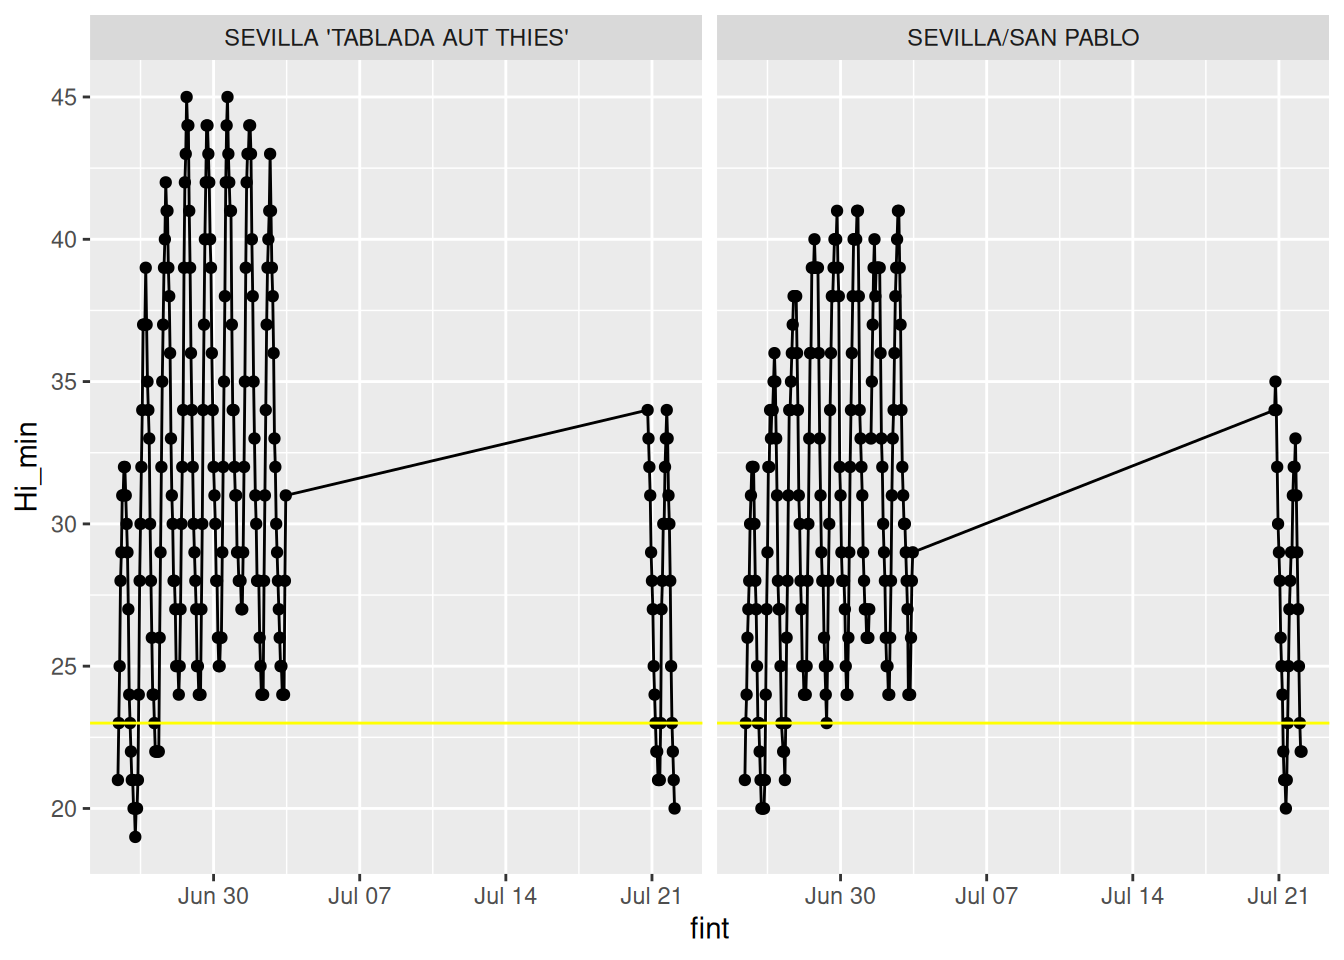 SEVILLA 'TABLADA AUT THIES'
SEVILLA/SAN PABLO
Hi_min
45
40
35
30
25
20
Jun 30
Jul 07
Jul 14
Jul 21
Jun 30
Jul 07
Jul 14
Jul 21
fint